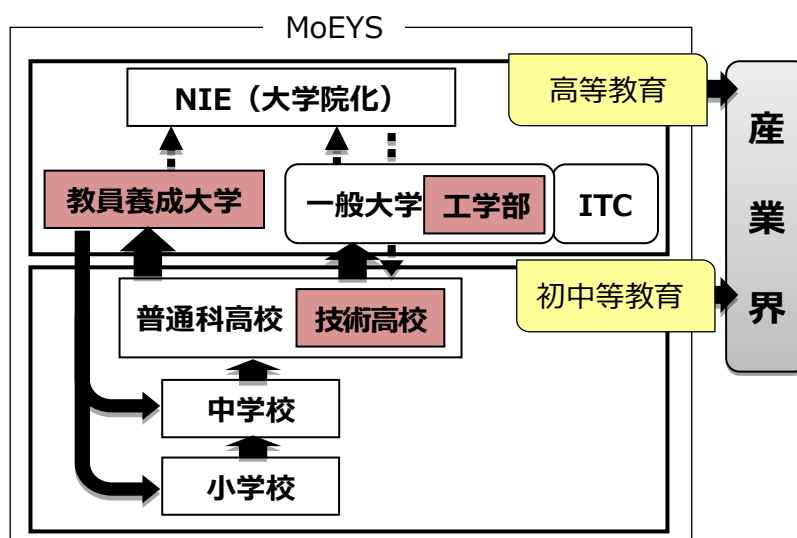 MoEYS
高等教育
NIE（大学院化）
教員養成大学
一般大学
工学部
ITC
初中等教育
普通科高校
技術高校
中学校
小学校
産
業
界